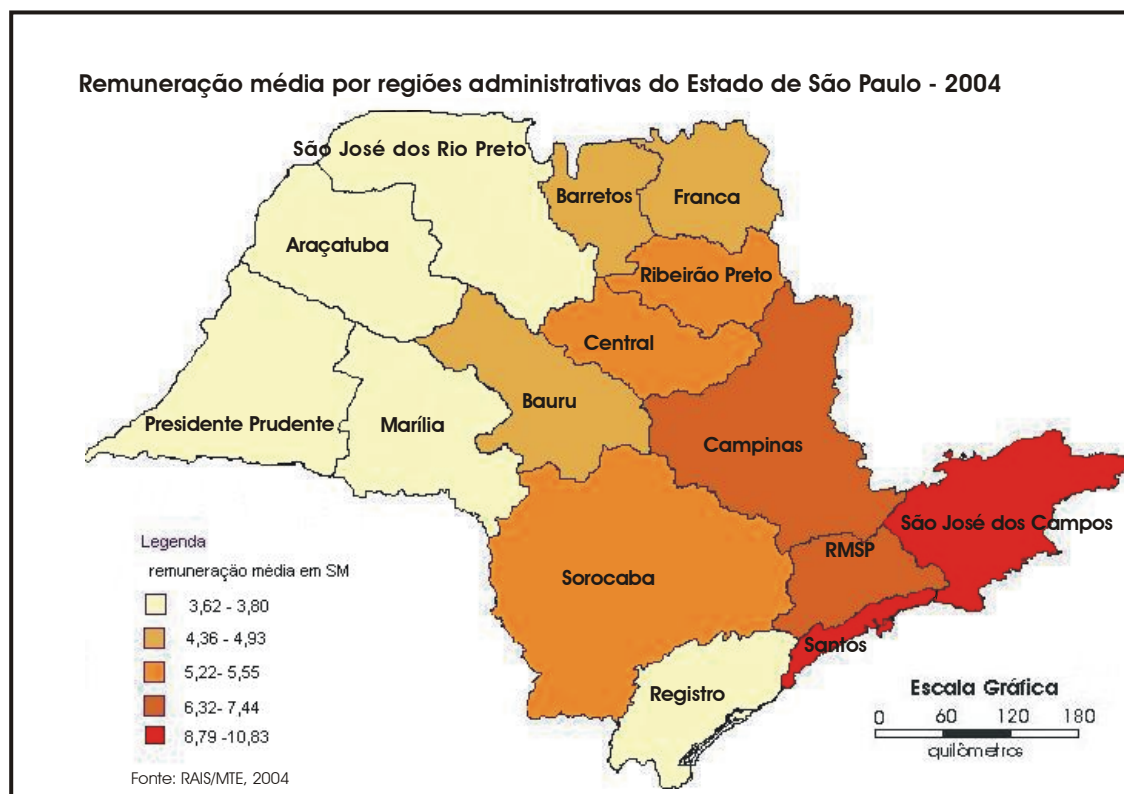 Remuneração média por regiões administrativas do Estado de São Paulo - 2004
São José dos Rio Preto
Barretos
Franca
Araçatuba
Ribeirão Preto
Central
Bauru
Presidente Prudente
Marília
Campinas
São José dos Campos
RMSP
Sorocaba
Santos
Registro
Legenda
remuneração média em SM
3,62 - 3,80
4,36 - 4,93
5,22- 5,55
6,32- 7,44
8,79 -10,83
Escala Gráfica
0 60 120 180
quilômetros
Fonte: RAIS/MTE, 2004